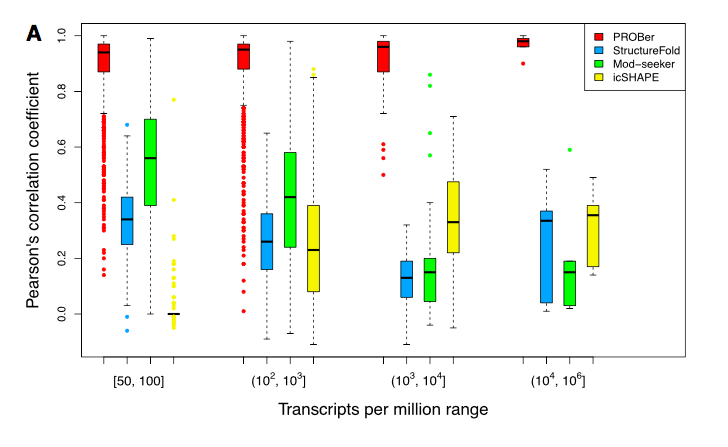 A
PROBer
StructureFold
Mod−seeker
icSHAPE
Pearson's correlation coefficient
1.0
0.8
0.6
0.4
0.2
0.0
[50, 100] (10², 10³] (10³, 10⁴] (10⁴, 10⁶]
Transcripts per million range